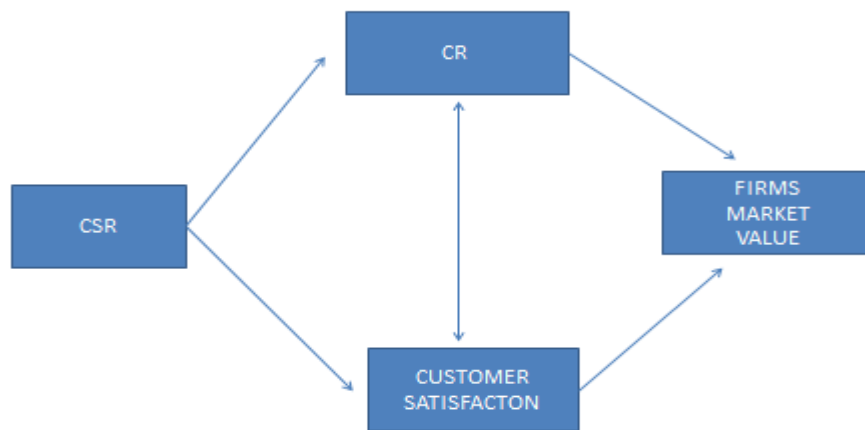 CR
CSR
FIRMS
MARKET
VALUE
CUSTOMER
SATISFACTON